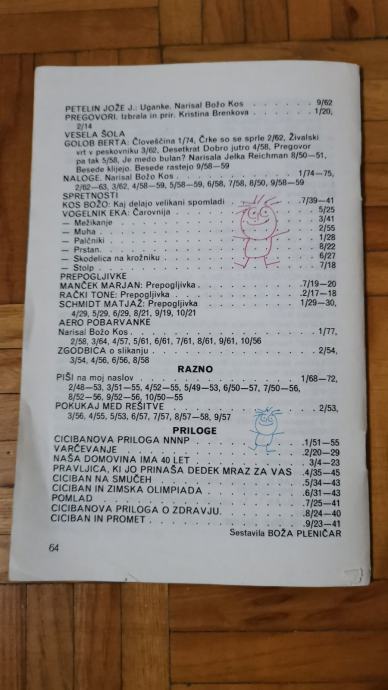 PETELIN JOŽE J.: Uganke. Narisal Božo Kos . . . . . . . 9/62
PREGOVORI. Izbrala in prir. Kristina Brenkova . . . . . . 1/20,
2/14
VESELA ŠOLA
GOLOB BERTA: Človeščina 1/74, Črke so se sprle 2/62, Živalski
vrt v peskovniku 3/62, Desetkrat Dobro jutro 4/58, Pregovor
pa tak 5/58, Je medo bulan? Narisala Jelka Reichman 8/50—51,
Besede klijejo. Besede rastejo 9/58—59
NALOGE. Narisal Božo Kos . . . . . . . . . . . 1/74—75,
2/62—63, 3/62, 4/58—59, 5/58—59, 6/58, 7/58, 8/50, 9/58—59
SPRETNOSTI
KOS BOŽO: Kaj delajo velikani spomladi . . . . . . . .7/39—41
VOGELNIK EKA: Čarovnija . . . . . . . . . . . 5/25
— Mežikanje . . . . . . . . . . . . . 3/41
— Muha . . . . . . . . . . . . . . 2/55
— Palčniki . . . . . . . . . . . . . 1/28
— Prstan. . . . . . . . . . . . . . 8/22
— Skodelica na krožniku . . . . . . . . . . 6/27
— Stolp . . . . . . . . . . . . . . 7/18
PREPOGLJIVKE
MANČEK MARJAN: Prepogljivka . . . . . . . . . .7/19—20
RAČKI TONE: Prepogljivka . . . . . . . . . . .2/17—18
SCHMIDT MATJAŽ: Prepogljivka . . . . . . . . . 1/29—30,
4/29, 5/29, 6/29, 8/21, 9/19, 10/21
AERO POBARVANKE
Narisal Božo Kos . . . . . . . . . . . . . 1/77,
2/58, 3/64, 4/57, 5/61, 6/61, 7/61, 8/61, 9/61, 10/56
ZGODBICA o slikanju . . . . . . . . . . . . 2/54,
3/54, 4/56, 6/56, 8/58
RAZNO
PIŠI na moj naslov . . . . . . . . . . . . 1/68—72,
2/48—53, 3/51—55, 4/52—55, 5/49—53, 6/50—57, 7/50—56,
8/52—56, 9/52—56, 10/50—55
POKUKAJ MED REŠITVE . . . . . . . . . . . . 2/53,
3/56, 4/55, 5/53, 6/57, 7/57, 8/57—58, 9/57
PRILOGE
CICIBANOVA PRILOGA NNNP . . . . . . . . . . .1/51—55
VARČEVANJE . . . . . . . . . . . . . . .2/20—29
NAŠA DOMOVINA IMA 40 LET . . . . . . . . . . . 3/4—23
PRAVLJICA, KI JO PRINAŠA DEDEK MRAZ ZA VAS . .4/35—45
CICIBAN NA SMUČEH . . . . . . . . . . . . .5/34—43
CICIBAN IN ZIMSKA OLIMPIADA . . . . . . . . . .6/31—43
POMLAD . . . . . . . . . . . . . . . .7/25—41
CICIBANOVA PRILOGA O ZDRAVJU. . . . . . . . . .8/24—40
CICIBAN IN PROMET . . . . . . . . . . . . .9/23—41
Sestavila BOŽA PLENIČAR
64